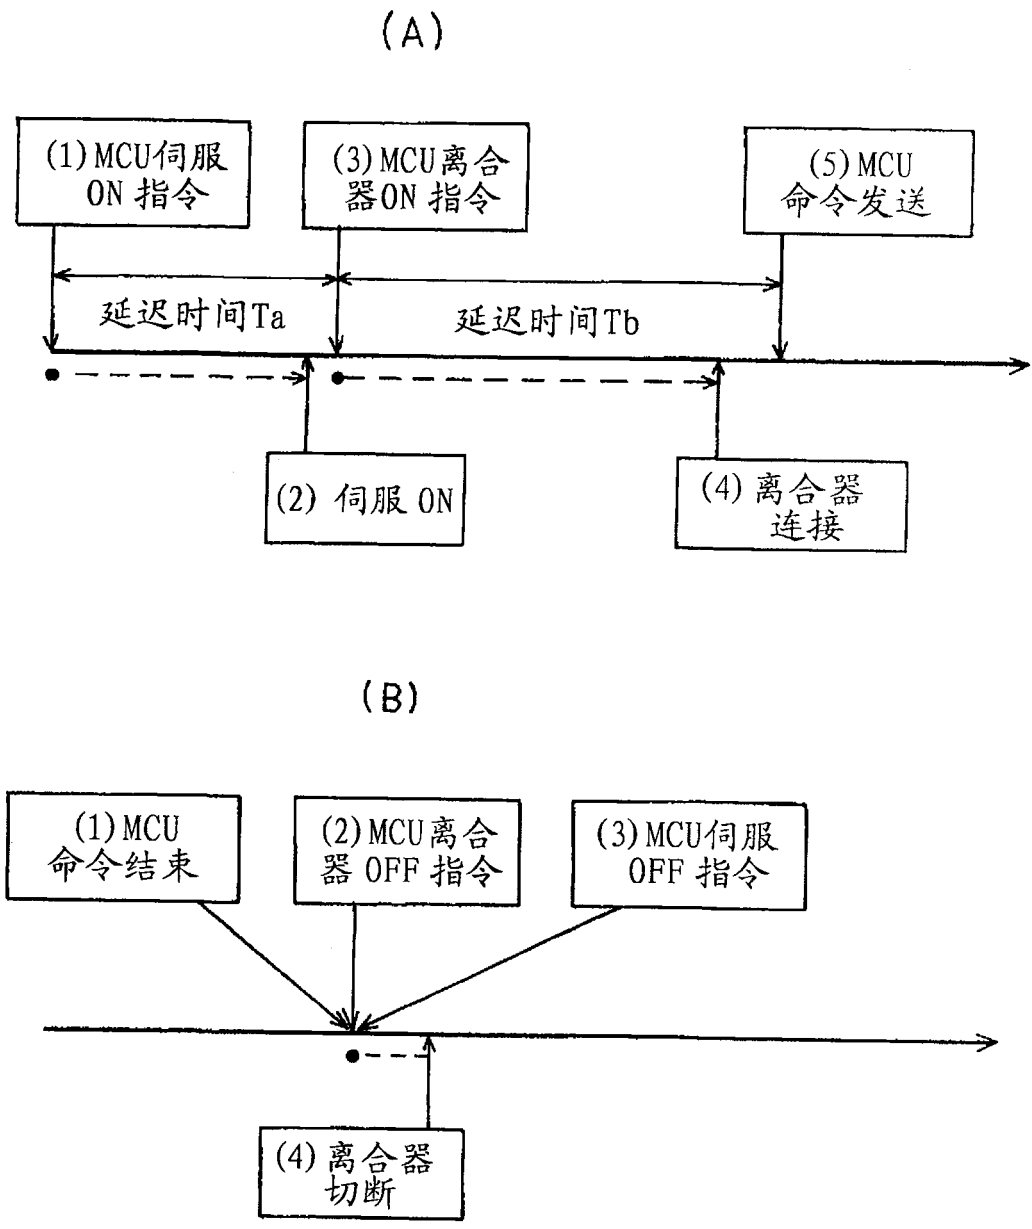 (A)
(1)MCU伺服
ON 指令
(3)MCU离合
器ON 指令
(5)MCU
命令发送
延迟时间Ta
延迟时间Tb
(2) 伺服 ON
(4) 离合器
连接
(B)
(1)MCU
命令结束
(2)MCU离合
器 OFF 指令
(3)MCU伺服
OFF 指令
(4) 离合器
切断